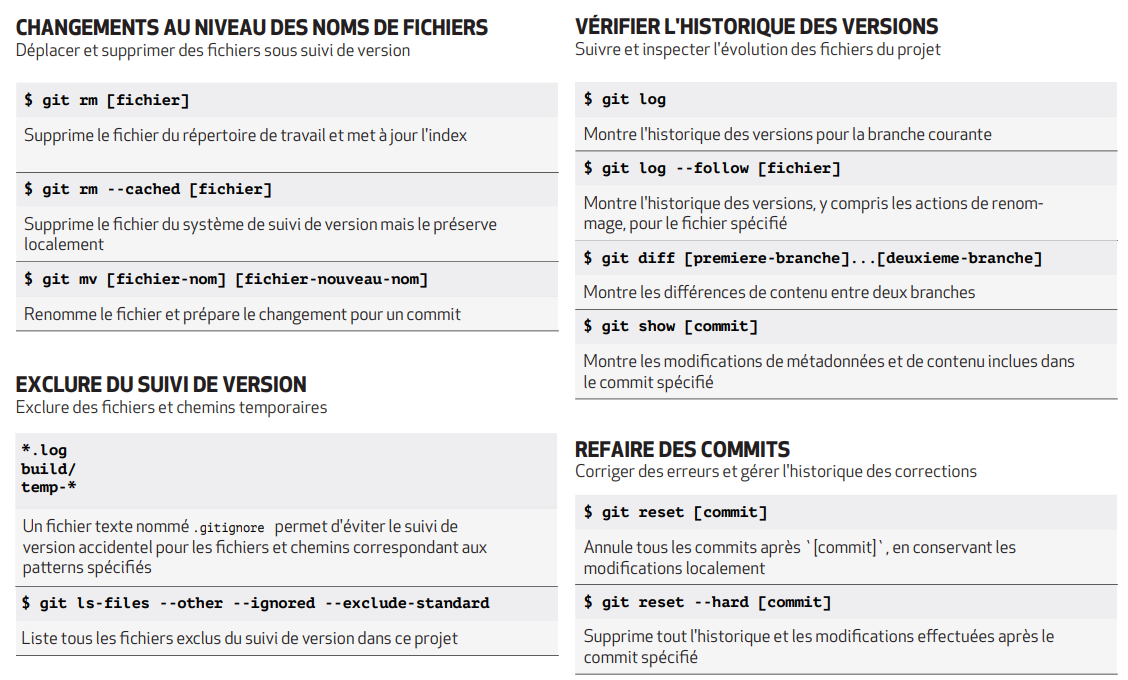 CHANGEMENTS AU NIVEAU DES NOMS DE FICHIERS
Déplacer et supprimer des fichiers sous suivi de version
$ git rm [fichier]
Supprime le fichier du répertoire de travail et met à jour l'index
$ git rm --cached [fichier]
Supprime le fichier du système de suivi de version mais le préserve
localement
$ git mv [fichier-nom] [fichier-nouveau-nom]
Renomme le fichier et prépare le changement pour un commit
EXCLURE DU SUIVI DE VERSION
Exclure des fichiers et chemins temporaires
*.log
build/
temp-*
Un fichier texte nommé .gitignore permet d'éviter le suivi de
version accidentel pour les fichiers et chemins correspondant aux
patterns spécifiés
$ git ls-files --other --ignored --exclude-standard
Liste tous les fichiers exclus du suivi de version dans ce projet
VÉRIFIER L'HISTORIQUE DES VERSIONS
Suivre et inspecter l'évolution des fichiers du projet
$ git log
Montre l'historique des versions pour la branche courante
$ git log --follow [fichier]
Montre l'historique des versions, y compris les actions de renom-
mage, pour le fichier spécifié
$ git diff [premiere-branche]...[deuxieme-branche]
Montre les différences de contenu entre deux branches
$ git show [commit]
Montre les modifications de métadonnées et de contenu inclues dans
le commit spécifié
REFAIRE DES COMMITS
Corriger des erreurs et gérer l'historique des corrections
$ git reset [commit]
Annule tous les commits après `[commit]`, en conservant les
modifications localement
$ git reset --hard [commit]
Supprime tout l'historique et les modifications effectuées après le
commit spécifié